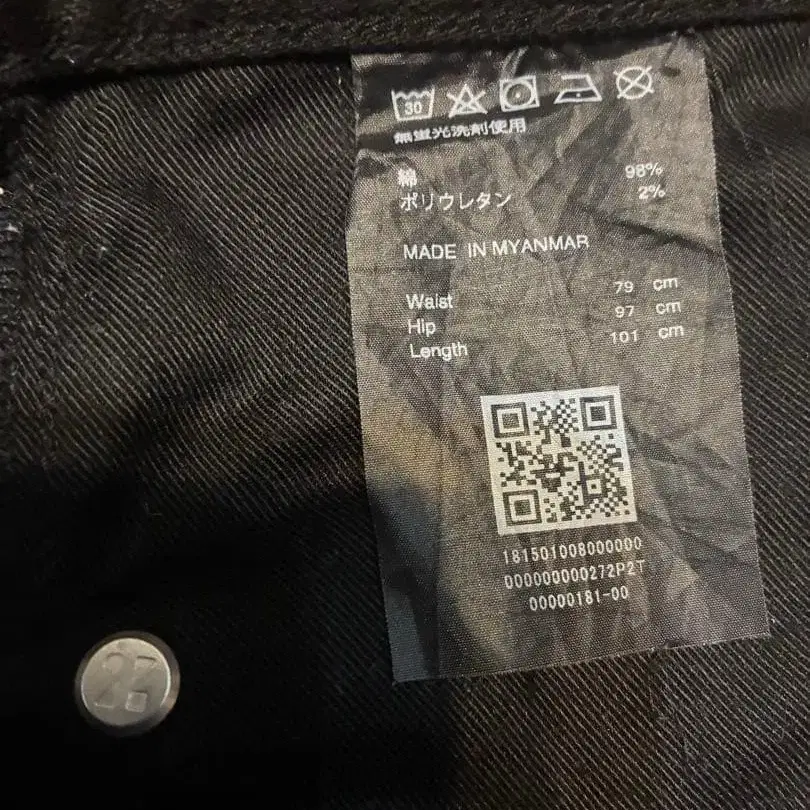 30
無蛍光洗剤使用
綿 98%
ポリウレタン 2%
MADE IN MYANMAR
Waist 79 cm
Hip 97 cm
Length 101 cm
181501008000000
000000000272P2T
00000181-00